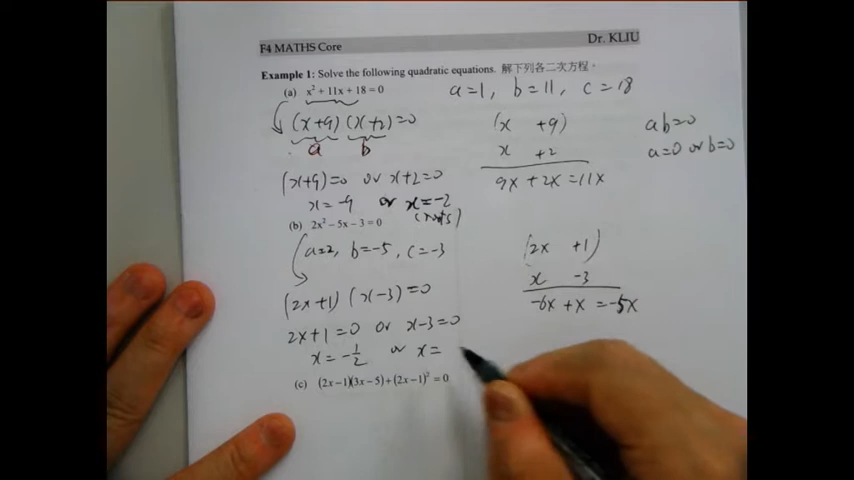 F4 MATHS Core Dr. KLIU
Example 1: Solve the following quadratic equations. 解下列各二次方程。
(a) x² + 11x + 18 = 0
a=1, b=11, c=18
(x+9)(x+2)=0
a b
(x +9)
x +2
9x + 2x = 11x
ab=0
a=0 or b=0
(x+9)=0 or x+2=0
x=-9 or x=-2
(b) 2x² − 5x − 3 = 0
a=2, b=-5, c=-3
(2x +1)
x -3
-6x + x = -5x
(2x+1)(x-3)=0
2x+1=0 or x-3=0
x=-1/2 or x=
(c) (2x−1)(3x−5)+(2x−1)² = 0